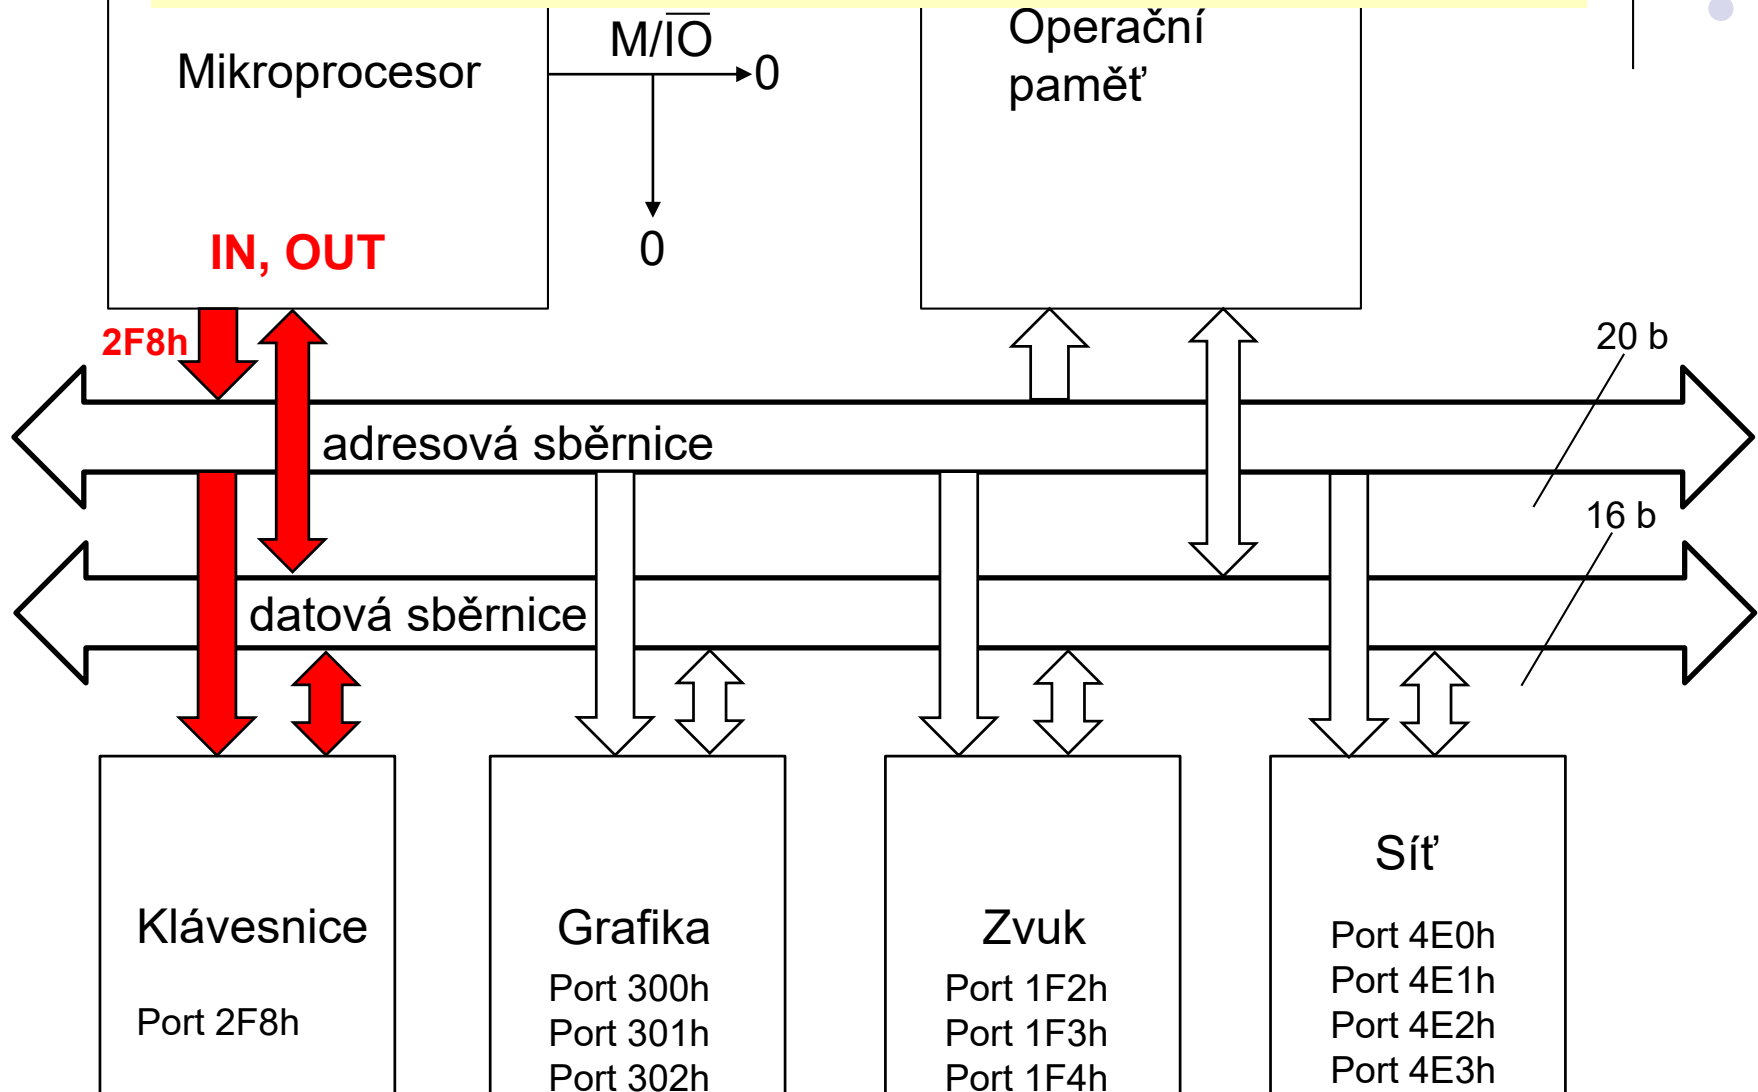 M/IO
Operační
paměť
Mikroprocesor
0
IN, OUT
0
2F8h
20 b
adresová sběrnice
16 b
datová sběrnice
Klávesnice
Port 2F8h
Grafika
Port 300h
Port 301h
Port 302h
Zvuk
Port 1F2h
Port 1F3h
Port 1F4h
Síť
Port 4E0h
Port 4E1h
Port 4E2h
Port 4E3h